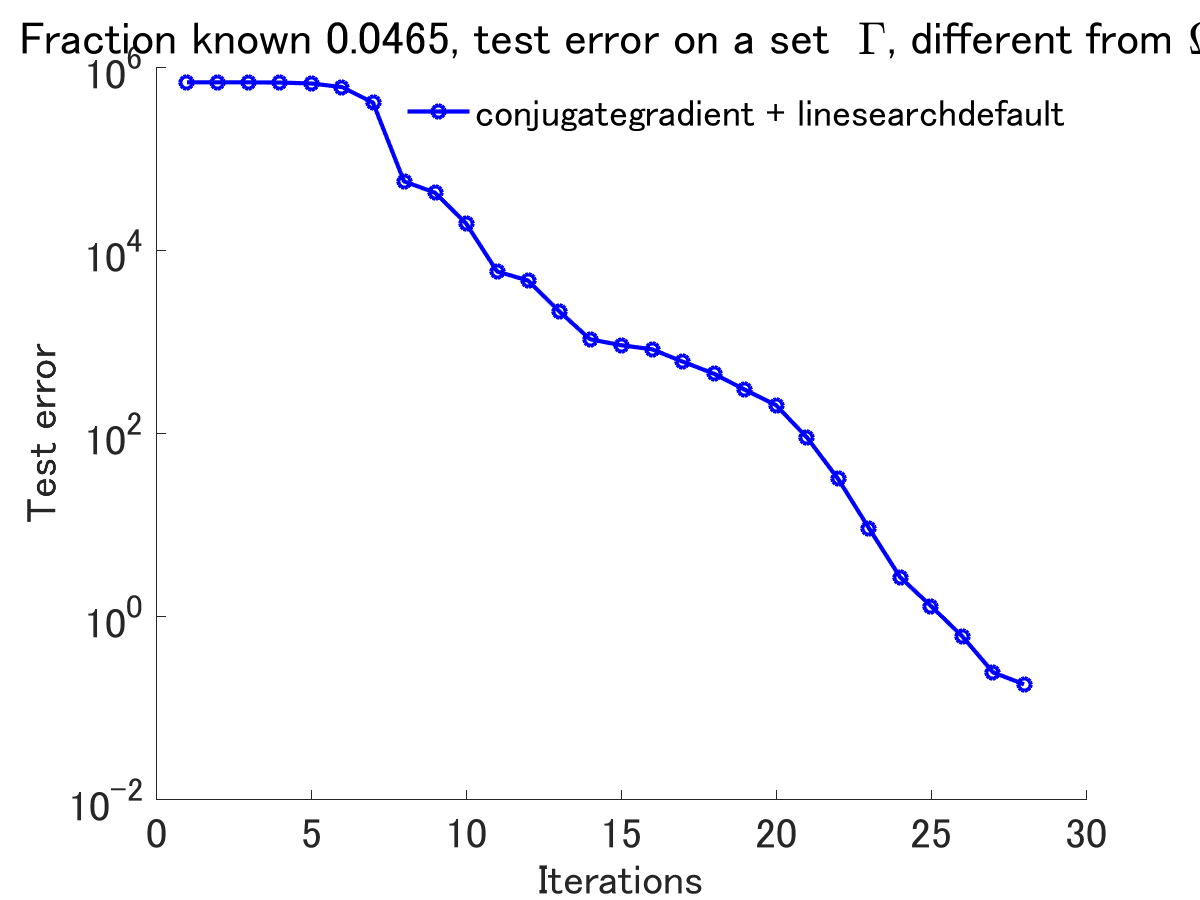 Fraction known 0.0465, test error on a set Γ, different from Ω
10^6
conjugategradient + linesearchdefault
10^4
10^2
10^0
10^-2
Test error
0 5 10 15 20 25 30
Iterations